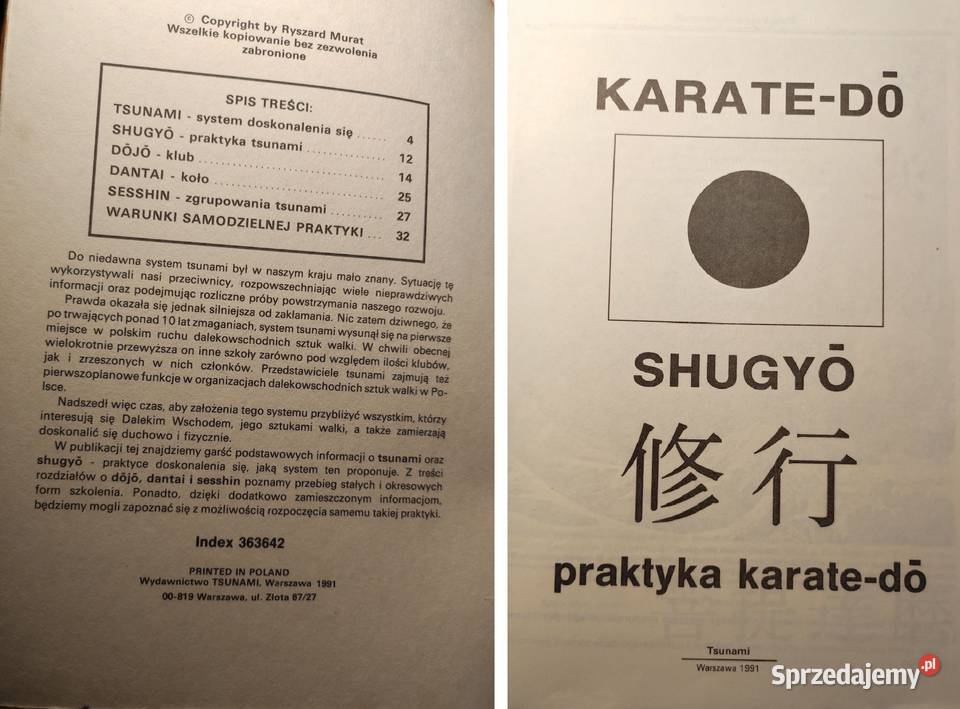 © Copyright by Ryszard Murat
Wszelkie kopiowanie bez zezwolenia
zabronione
SPIS TREŚCI:
TSUNAMI - system doskonalenia się ...... 4
SHUGYŌ - praktyka tsunami .............. 12
DŌJŌ - klub ................................ 14
DANTAI - koło .............................. 25
SESSHIN - zgrupowania tsunami .......... 27
WARUNKI SAMODZIELNEJ PRAKTYKI ... 32
Do niedawna system tsunami był w naszym kraju mało znany. Sytuację tę
wykorzystywali nasi przeciwnicy, rozpowszechniając wiele nieprawdziwych
informacji oraz podejmując rozliczne próby powstrzymania naszego rozwoju.
Prawda okazała się jednak silniejsza od zakłamania. Nic zatem dziwnego, że
po trwających ponad 10 lat zmaganiach, system tsunami wysunął się na pierwsze
miejsce w polskim ruchu dalekowschodnich sztuk walki. W chwili obecnej
wielokrotnie przewyższa on inne szkoły zarówno pod względem ilości klubów,
jak i zrzeszonych w nich członków. Przedstawiciele tsunami zajmują też
pierwszoplanowe funkcje w organizacjach dalekowschodnich sztuk walki w Po-
lsce.
Nadszedł więc czas, aby założenia tego systemu przybliżyć wszystkim, którzy
interesują się Dalekim Wschodem, jego sztukami walki, a także zamierzają
doskonalić się duchowo i fizycznie.
W publikacji tej znajdziemy garść podstawowych informacji o tsunami oraz
shugyō - praktyce doskonalenia się, jaką system ten proponuje. Z treści
rozdziałów o dōjō, dantai i sesshin poznamy przebieg stałych i okresowych
form szkolenia. Ponadto, dzięki dodatkowo zamieszczonym informacjom,
będziemy mogli zapoznać się z możliwością rozpoczęcia samemu takiej praktyki.
Index 363642
PRINTED IN POLAND
Wydawnictwo TSUNAMI, Warszawa 1991
00-819 Warszawa, ul. Złota 67/27
KARATE-DŌ
SHUGYŌ
修行
praktyka karate-dō
Tsunami
Warszawa 1991
Sprzedajemy.pl